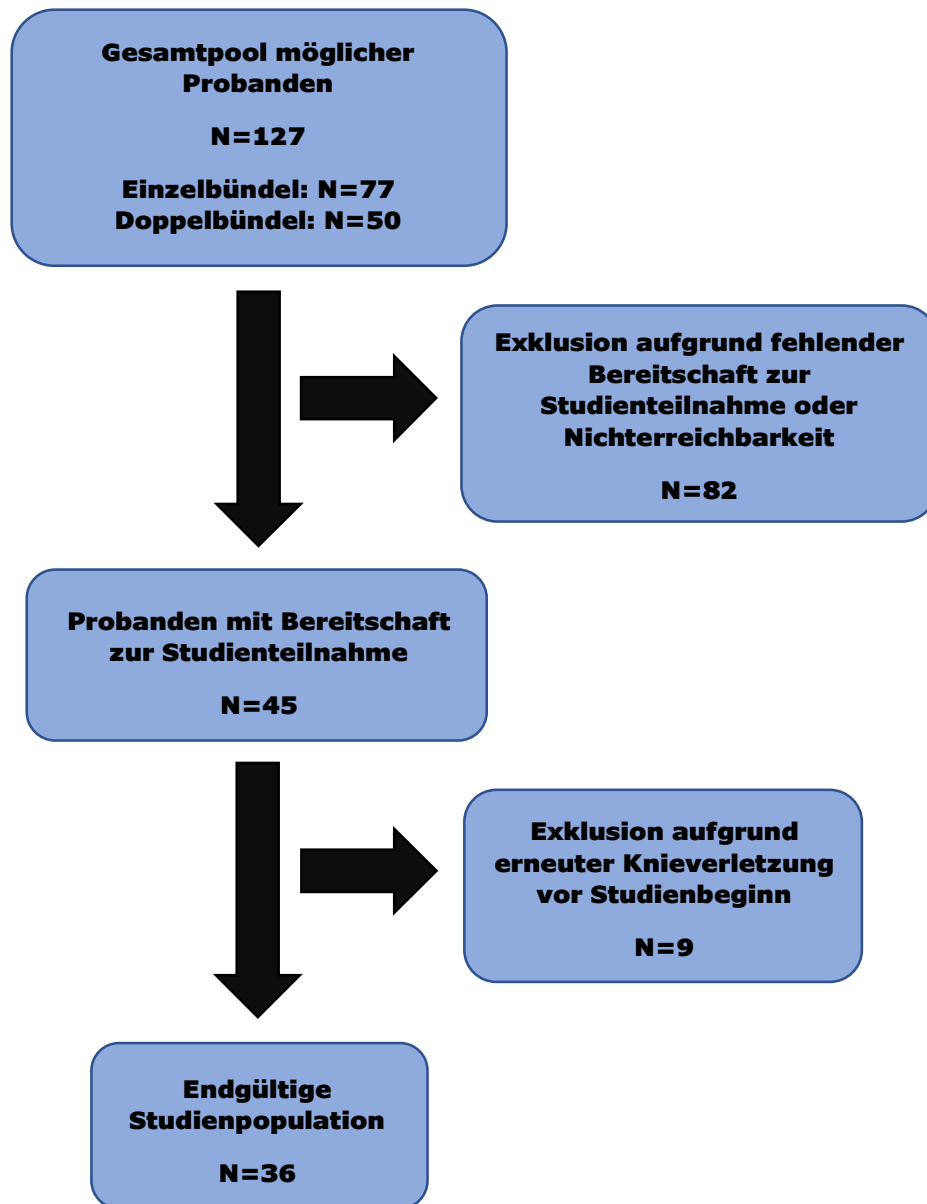 Gesamtpool möglicher
Probanden
N=127
Einzelbündel: N=77
Doppelbündel: N=50
Exklusion aufgrund fehlender
Bereitschaft zur
Studienteilnahme oder
Nichterreichbarkeit
N=82
Probanden mit Bereitschaft
zur Studienteilnahme
N=45
Exklusion aufgrund
erneuter Knieverletzung
vor Studienbeginn
N=9
Endgültige
Studienpopulation
N=36